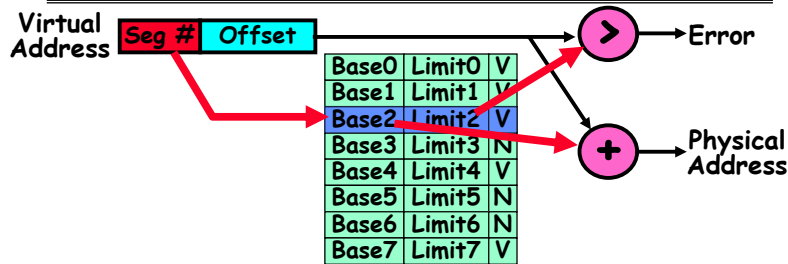 Virtual Address
Seg # Offset
> Error
Base0 Limit0 V
Base1 Limit1 V
Base2 Limit2 V
Base3 Limit3 N
Base4 Limit4 V
Base5 Limit5 N
Base6 Limit6 N
Base7 Limit7 V
+ Physical Address